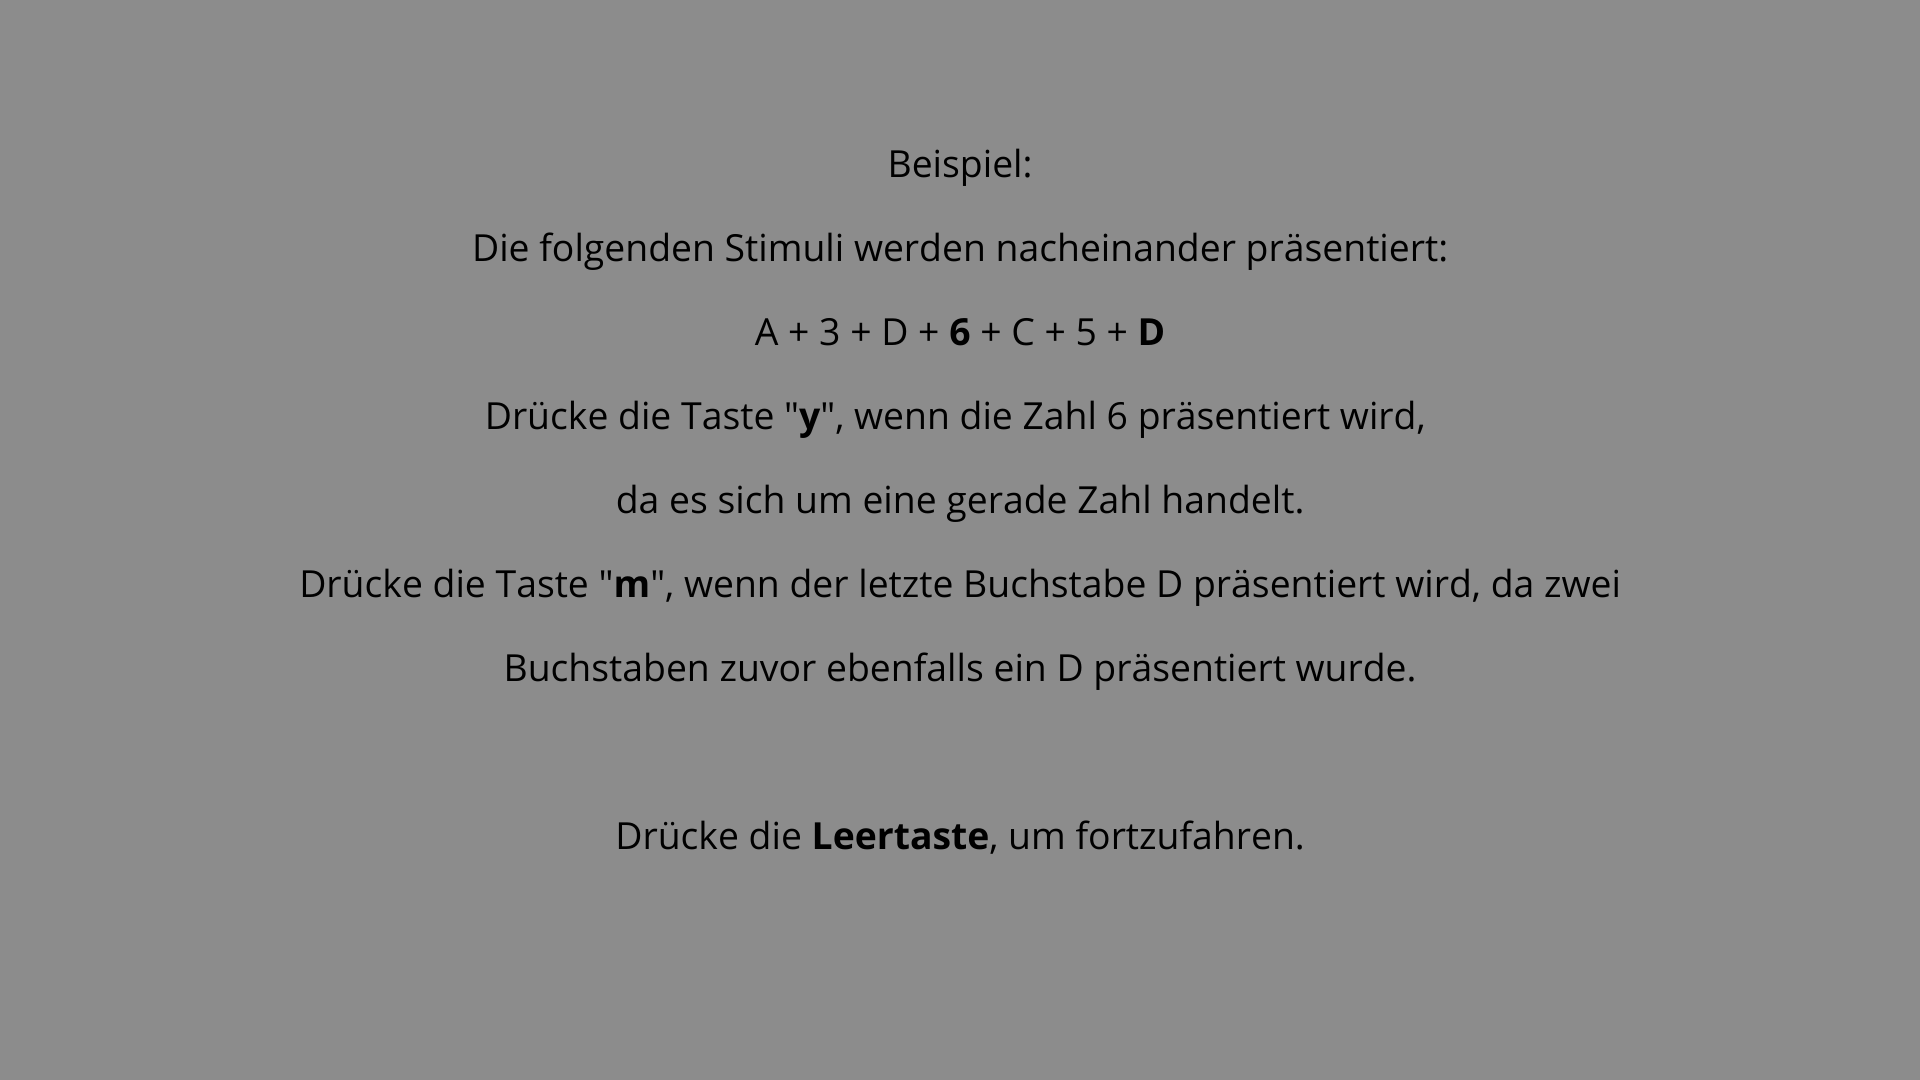 Beispiel:
Die folgenden Stimuli werden nacheinander präsentiert:
A + 3 + D + 6 + C + 5 + D
Drücke die Taste "y", wenn die Zahl 6 präsentiert wird,
da es sich um eine gerade Zahl handelt.
Drücke die Taste "m", wenn der letzte Buchstabe D präsentiert wird, da zwei
Buchstaben zuvor ebenfalls ein D präsentiert wurde.
Drücke die Leertaste, um fortzufahren.